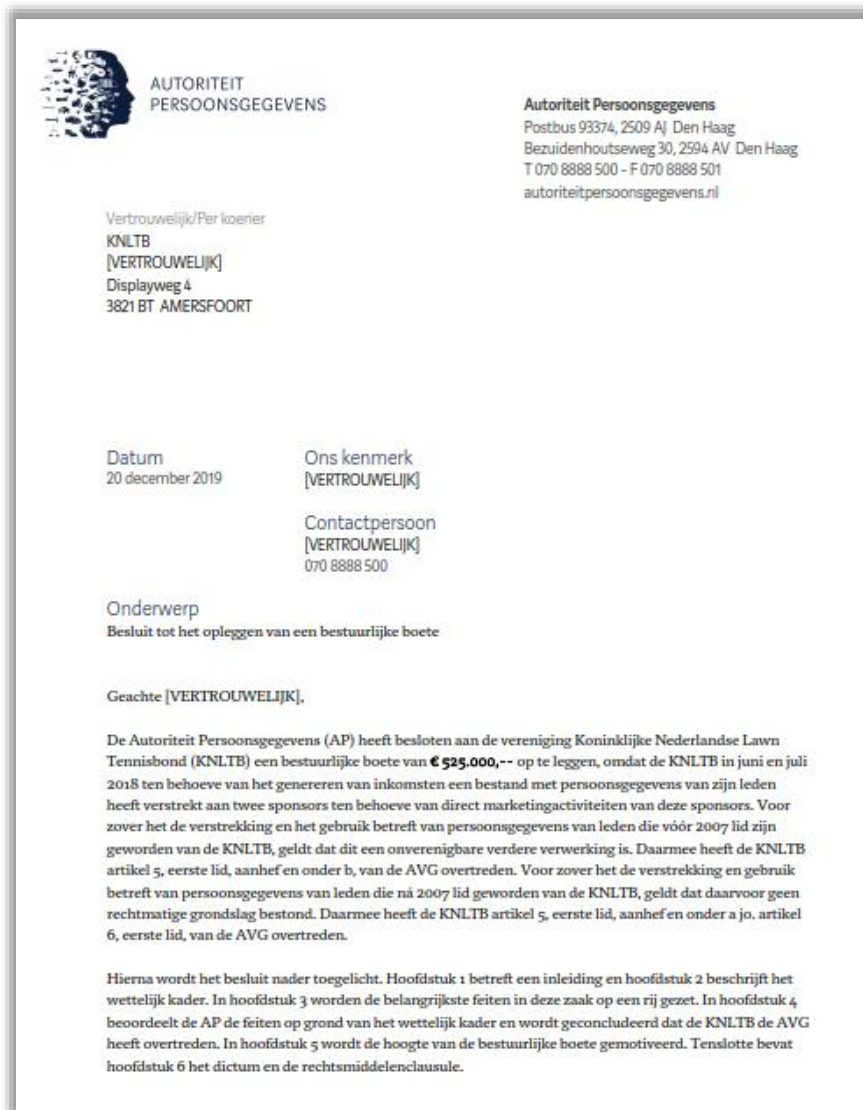 AUTORITEIT
PERSOONSGEGEVENS
Autoriteit Persoonsgegevens
Postbus 93374, 2509 AJ Den Haag
Bezuidenhoutseweg 30, 2594 AV Den Haag
T 070 8888 500 - F 070 8888 501
autoriteitpersoonsgegevens.nl
Vertrouwelijk/Per koerier
KNLTB
[VERTROUWELIJK]
Displayweg 4
3821 BT AMERSFOORT
Datum
20 december 2019
Ons kenmerk
[VERTROUWELIJK]
Contactpersoon
[VERTROUWELIJK]
070 8888 500
Onderwerp
Besluit tot het opleggen van een bestuurlijke boete
Geachte [VERTROUWELIJK],
De Autoriteit Persoonsgegevens (AP) heeft besloten aan de vereniging Koninklijke Nederlandse Lawn
Tennisbond (KNLTB) een bestuurlijke boete van € 525.000,-- op te leggen, omdat de KNLTB in juni en juli
2018 ten behoeve van het genereren van inkomsten een bestand met persoonsgegevens van zijn leden
heeft verstrekt aan twee sponsors ten behoeve van direct marketingactiviteiten van deze sponsors. Voor
zover het de verstrekking en het gebruik betreft van persoonsgegevens van leden die vóór 2007 lid zijn
geworden van de KNLTB, geldt dat dit een onverenigbare verdere verwerking is. Daarmee heeft de KNLTB
artikel 5, eerste lid, aanhef en onder b, van de AVG overtreden. Voor zover het de verstrekking en gebruik
betreft van persoonsgegevens van leden die ná 2007 lid geworden van de KNLTB, geldt dat daarvoor geen
rechtmatige grondslag bestond. Daarmee heeft de KNLTB artikel 5, eerste lid, aanhef en onder a jo. artikel
6, eerste lid, van de AVG overtreden.
Hierna wordt het besluit nader toegelicht. Hoofdstuk 1 betreft een inleiding en hoofdstuk 2 beschrijft het
wettelijk kader. In hoofdstuk 3 worden de belangrijkste feiten in deze zaak op een rij gezet. In hoofdstuk 4
beoordeelt de AP de feiten op grond van het wettelijk kader en wordt geconcludeerd dat de KNLTB de AVG
heeft overtreden. In hoofdstuk 5 wordt de hoogte van de bestuurlijke boete gemotiveerd. Tenslotte bevat
hoofdstuk 6 het dictum en de rechtsmiddelenclausule.